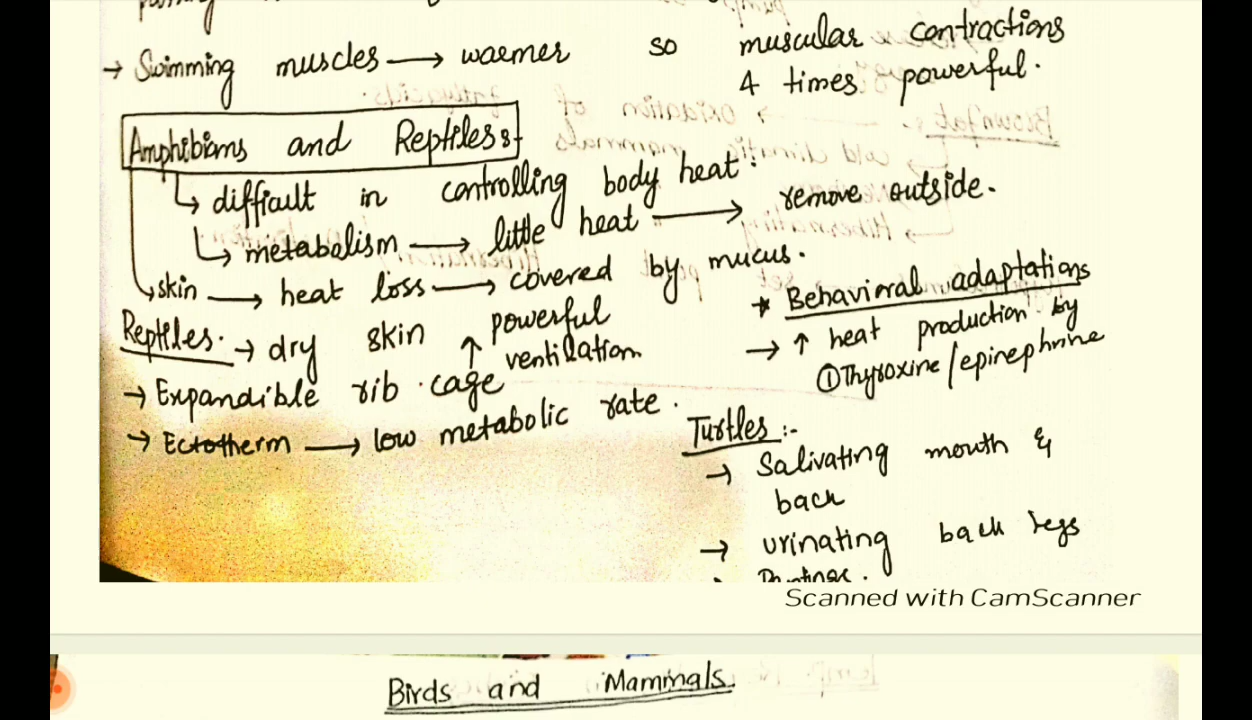 → Swimming muscles → warmer so muscular contractions
4 times powerful.
Amphibians and Reptiles:-
↳ difficult in controlling body heat.
↳ metabolism → little heat → remove outside.
↳ skin → heat loss → covered by mucus.
Reptiles. → dry skin ↑ powerful
ventilation
→ Expandible rib cage
→ Ectotherm → low metabolic rate.
* Behavioral adaptations
→ ↑ heat production by
① Thyroxine / epinephrine
Turtles :-
→ Salivating mouth &
back
→ urinating back legs
Scanned with CamScanner
Birds and Mammals.